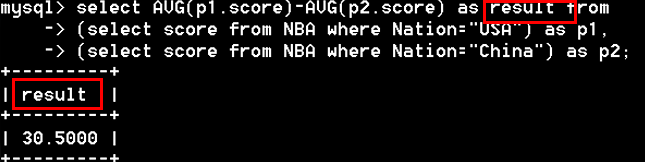 mysql> select AVG(p1.score)-AVG(p2.score) as result from
-> (select score from NBA where Nation="USA") as p1,
-> (select score from NBA where Nation="China") as p2;
+---------+
| result |
+---------+
| 30.5000 |
+---------+